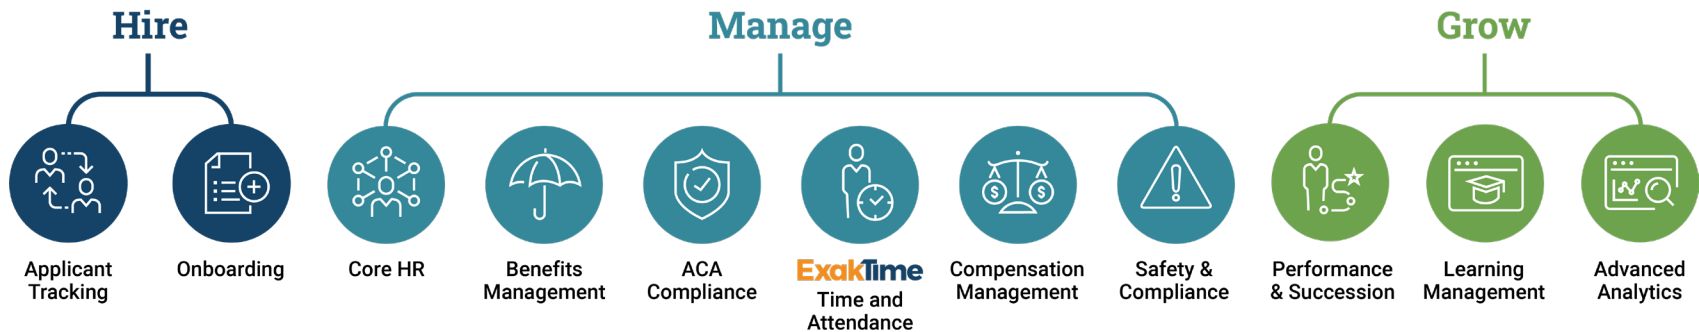 Hire
Manage
Grow
Applicant
Tracking
Onboarding
Core HR
Benefits
Management
ACA
Compliance
ExakTime
Time and
Attendance
Compensation
Management
Safety &
Compliance
Performance
& Succession
Learning
Management
Advanced
Analytics